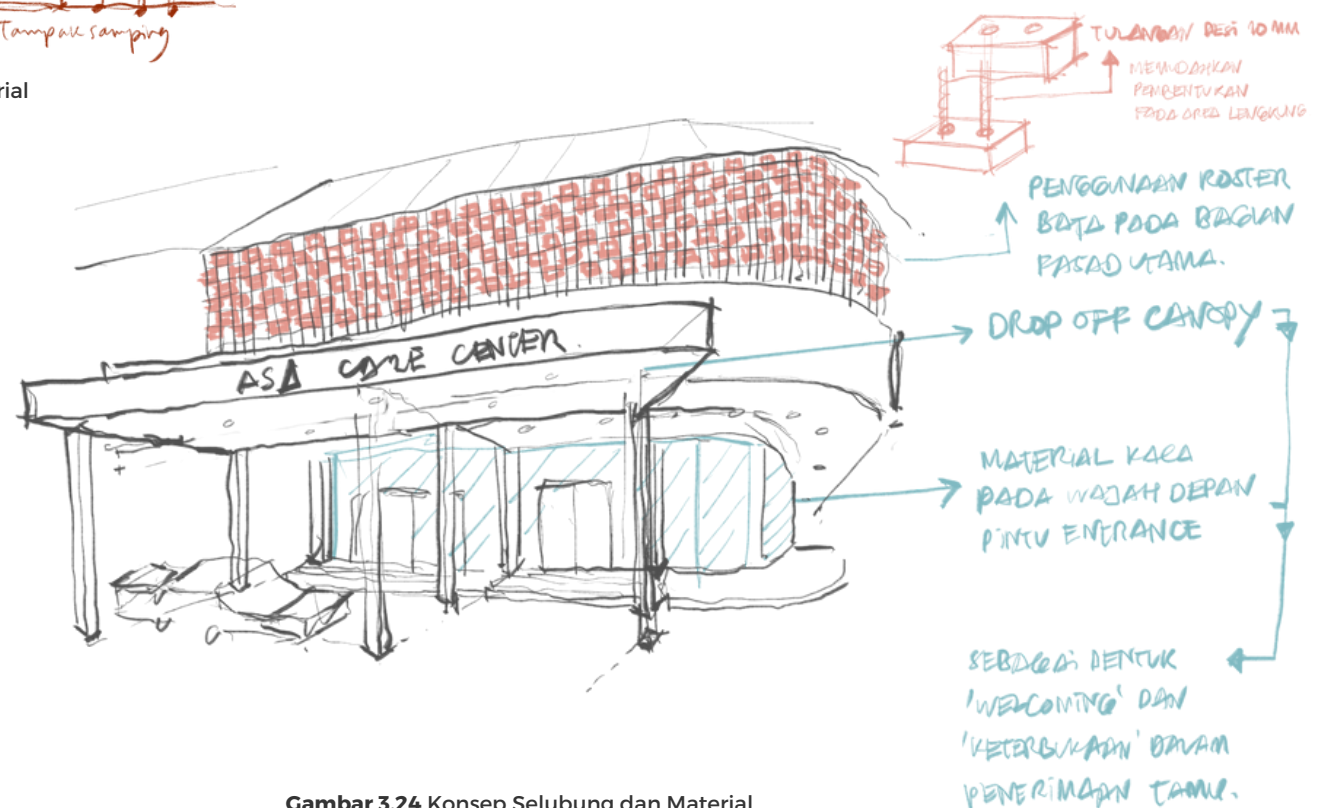 Tampak samping
rial
TULANGAN BESI 10 MM
MEMUDAHKAN
PEMBENTUKAN
PADA AREA LENGKUNG
PENGGUNAAN ROSTER
BATA PADA BAGIAN
FASAD UTAMA.
DROP OFF CANOPY
ASA CARE CENTER.
MATERIAL KACA
PADA WAJAH DEPAN
PINTU ENTRANCE
SEBAGAI BENTUK
'WELCOMING' DAN
'KETERBUKAAN' DALAM
PENERIMAAN TAMU.
Gambar 3.24 Konsep Selubung dan Material